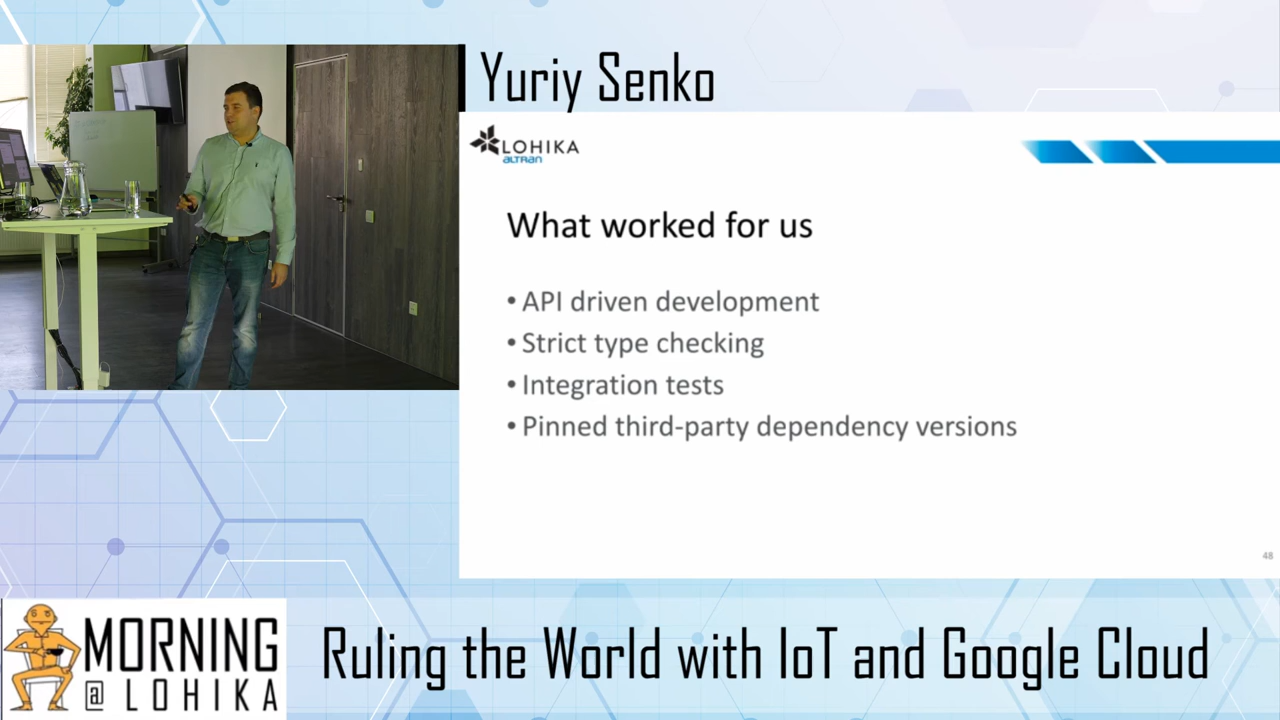 Yuriy Senko
LOHIKA
altran
What worked for us
• API driven development
• Strict type checking
• Integration tests
• Pinned third-party dependency versions
48
MORNING
@ LOHIKA
Ruling the World with IoT and Google Cloud